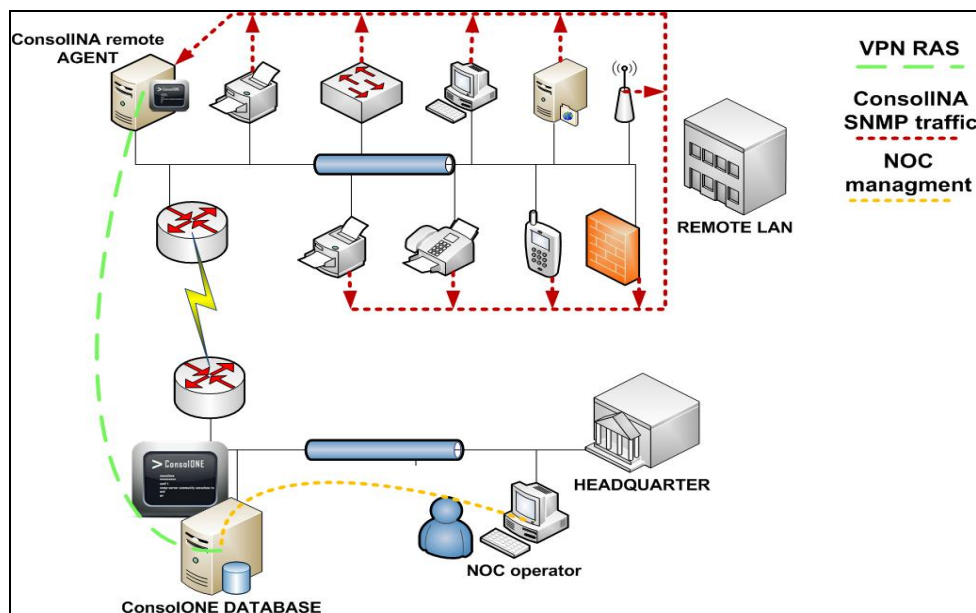 ConsolINA remote
AGENT
VPN RAS
ConsolINA
SNMP traffic
NOC
managment
REMOTE LAN
> ConsolONE
HEADQUARTER
NOC operator
ConsolONE DATABASE